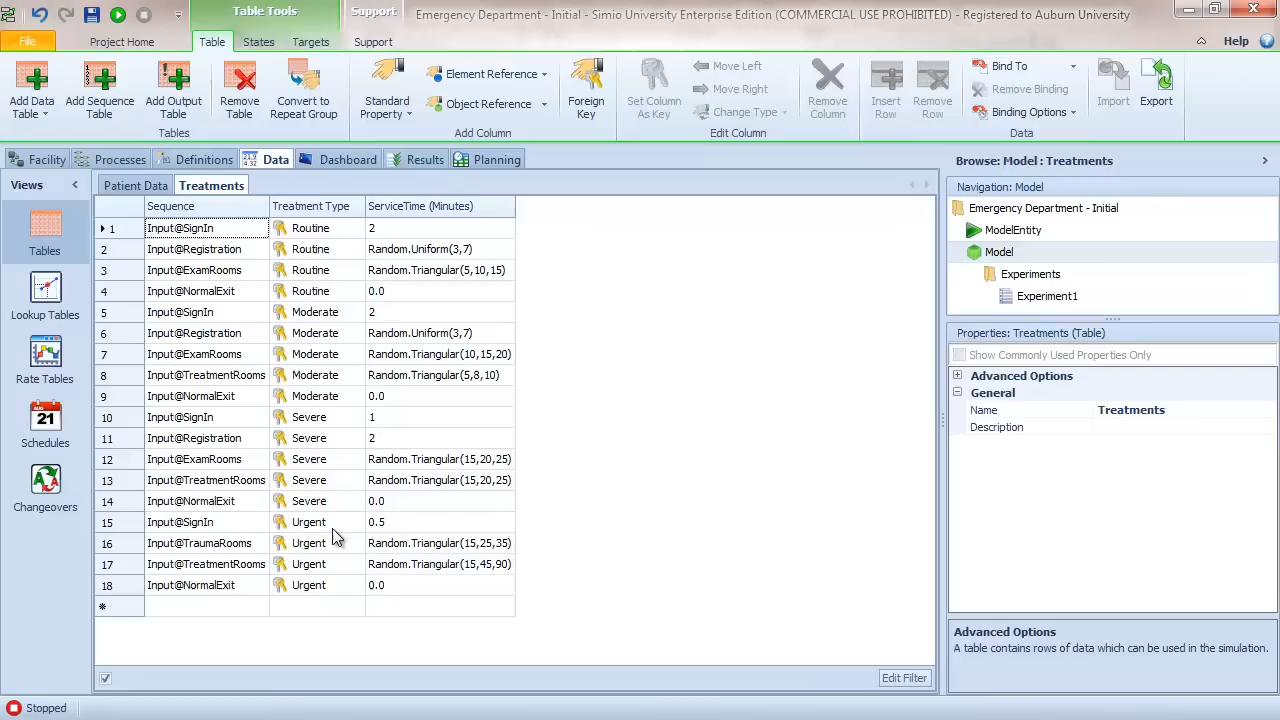 Table Tools
Support
Emergency Department - Initial - Simio University Enterprise Edition (COMMERCIAL USE PROHIBITED) - Registered to Auburn University
File
Project Home
Table
States
Targets
Support
Help
Add Data Table
Add Sequence Table
Add Output Table
Remove Table
Convert to Repeat Group
Tables
Standard Property
Element Reference
Object Reference
Foreign Key
Add Column
Set Column As Key
Move Left
Move Right
Change Type
Remove Column
Edit Column
Insert Row
Remove Row
Bind To
Remove Binding
Binding Options
Import
Export
Data
Facility
Processes
Definitions
Data
Dashboard
Results
Planning
Views
Tables
Lookup Tables
Rate Tables
AUG 21
Schedules
Changeovers
Patient Data
Treatments
Sequence Treatment Type ServiceTime (Minutes)
1 Input@SignIn Routine 2
2 Input@Registration Routine Random.Uniform(3,7)
3 Input@ExamRooms Routine Random.Triangular(5,10,15)
4 Input@NormalExit Routine 0.0
5 Input@SignIn Moderate 2
6 Input@Registration Moderate Random.Uniform(3,7)
7 Input@ExamRooms Moderate Random.Triangular(10,15,20)
8 Input@TreatmentRooms Moderate Random.Triangular(5,8,10)
9 Input@NormalExit Moderate 0.0
10 Input@SignIn Severe 1
11 Input@Registration Severe 2
12 Input@ExamRooms Severe Random.Triangular(15,20,25)
13 Input@TreatmentRooms Severe Random.Triangular(15,20,25)
14 Input@NormalExit Severe 0.0
15 Input@SignIn Urgent 0.5
16 Input@TraumaRooms Urgent Random.Triangular(15,25,35)
17 Input@TreatmentRooms Urgent Random.Triangular(15,45,90)
18 Input@NormalExit Urgent 0.0
Edit Filter
Browse: Model : Treatments
Navigation: Model
Emergency Department - Initial
ModelEntity
Model
Experiments
Experiment1
Properties: Treatments (Table)
Show Commonly Used Properties Only
Advanced Options
General
Name Treatments
Description
Advanced Options
A table contains rows of data which can be used in the simulation.
Stopped